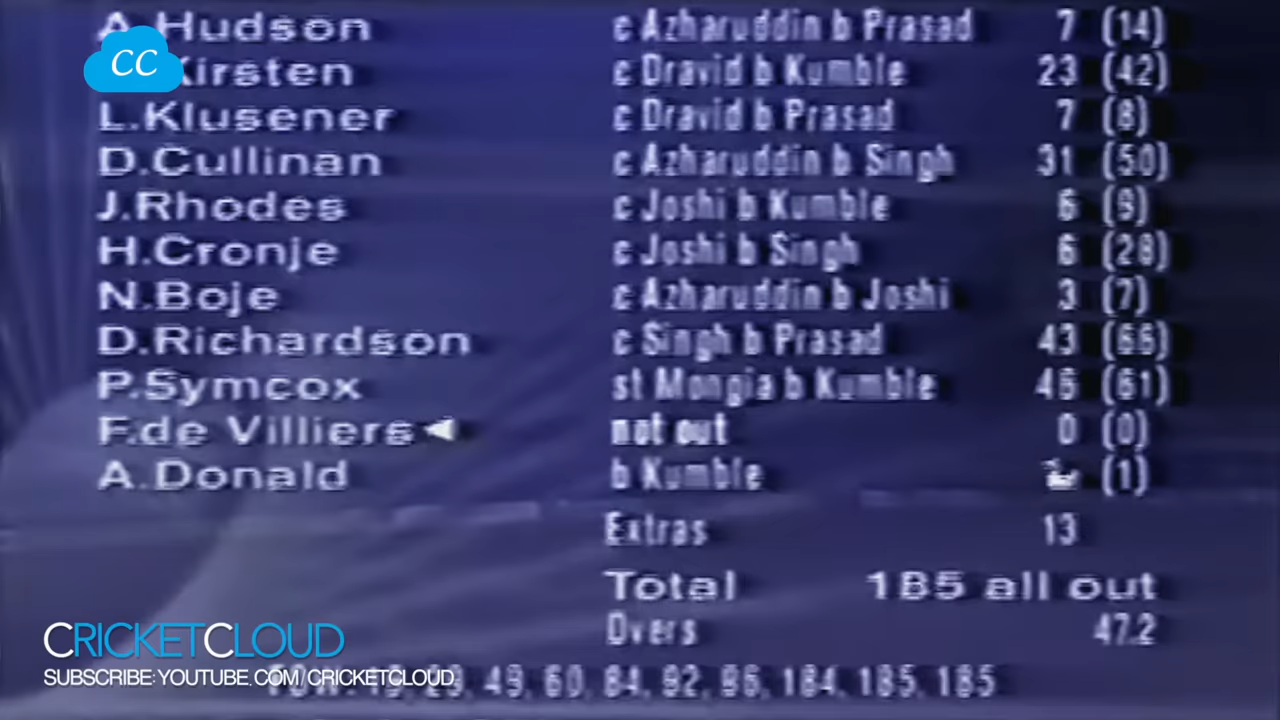 A.Hudson c Azharuddin b Prasad 7 (14)
CC
Kirsten c Dravid b Kumble 23 (42)
L.Klusener c Dravid b Prasad 7 (8)
D.Cullinan c Azharuddin b Singh 31 (50)
J.Rhodes c Joshi b Kumble 6 (9)
H.Cronje c Joshi b Singh 6 (28)
N.Boje c Azharuddin b Joshi 3 (7)
D.Richardson c Singh b Prasad 43 (66)
P.Symcox st Mongia b Kumble 46 (61)
F.de Villiers not out 0 (0)
A.Donald b Kumble (1)
Extras 13
Total 185 all out
Overs 47.2
CRICKETCLOUD
SUBSCRIBE: YOUTUBE.COM/CRICKETCLOUD
49, 60, 84, 92, 96, 184, 185, 185